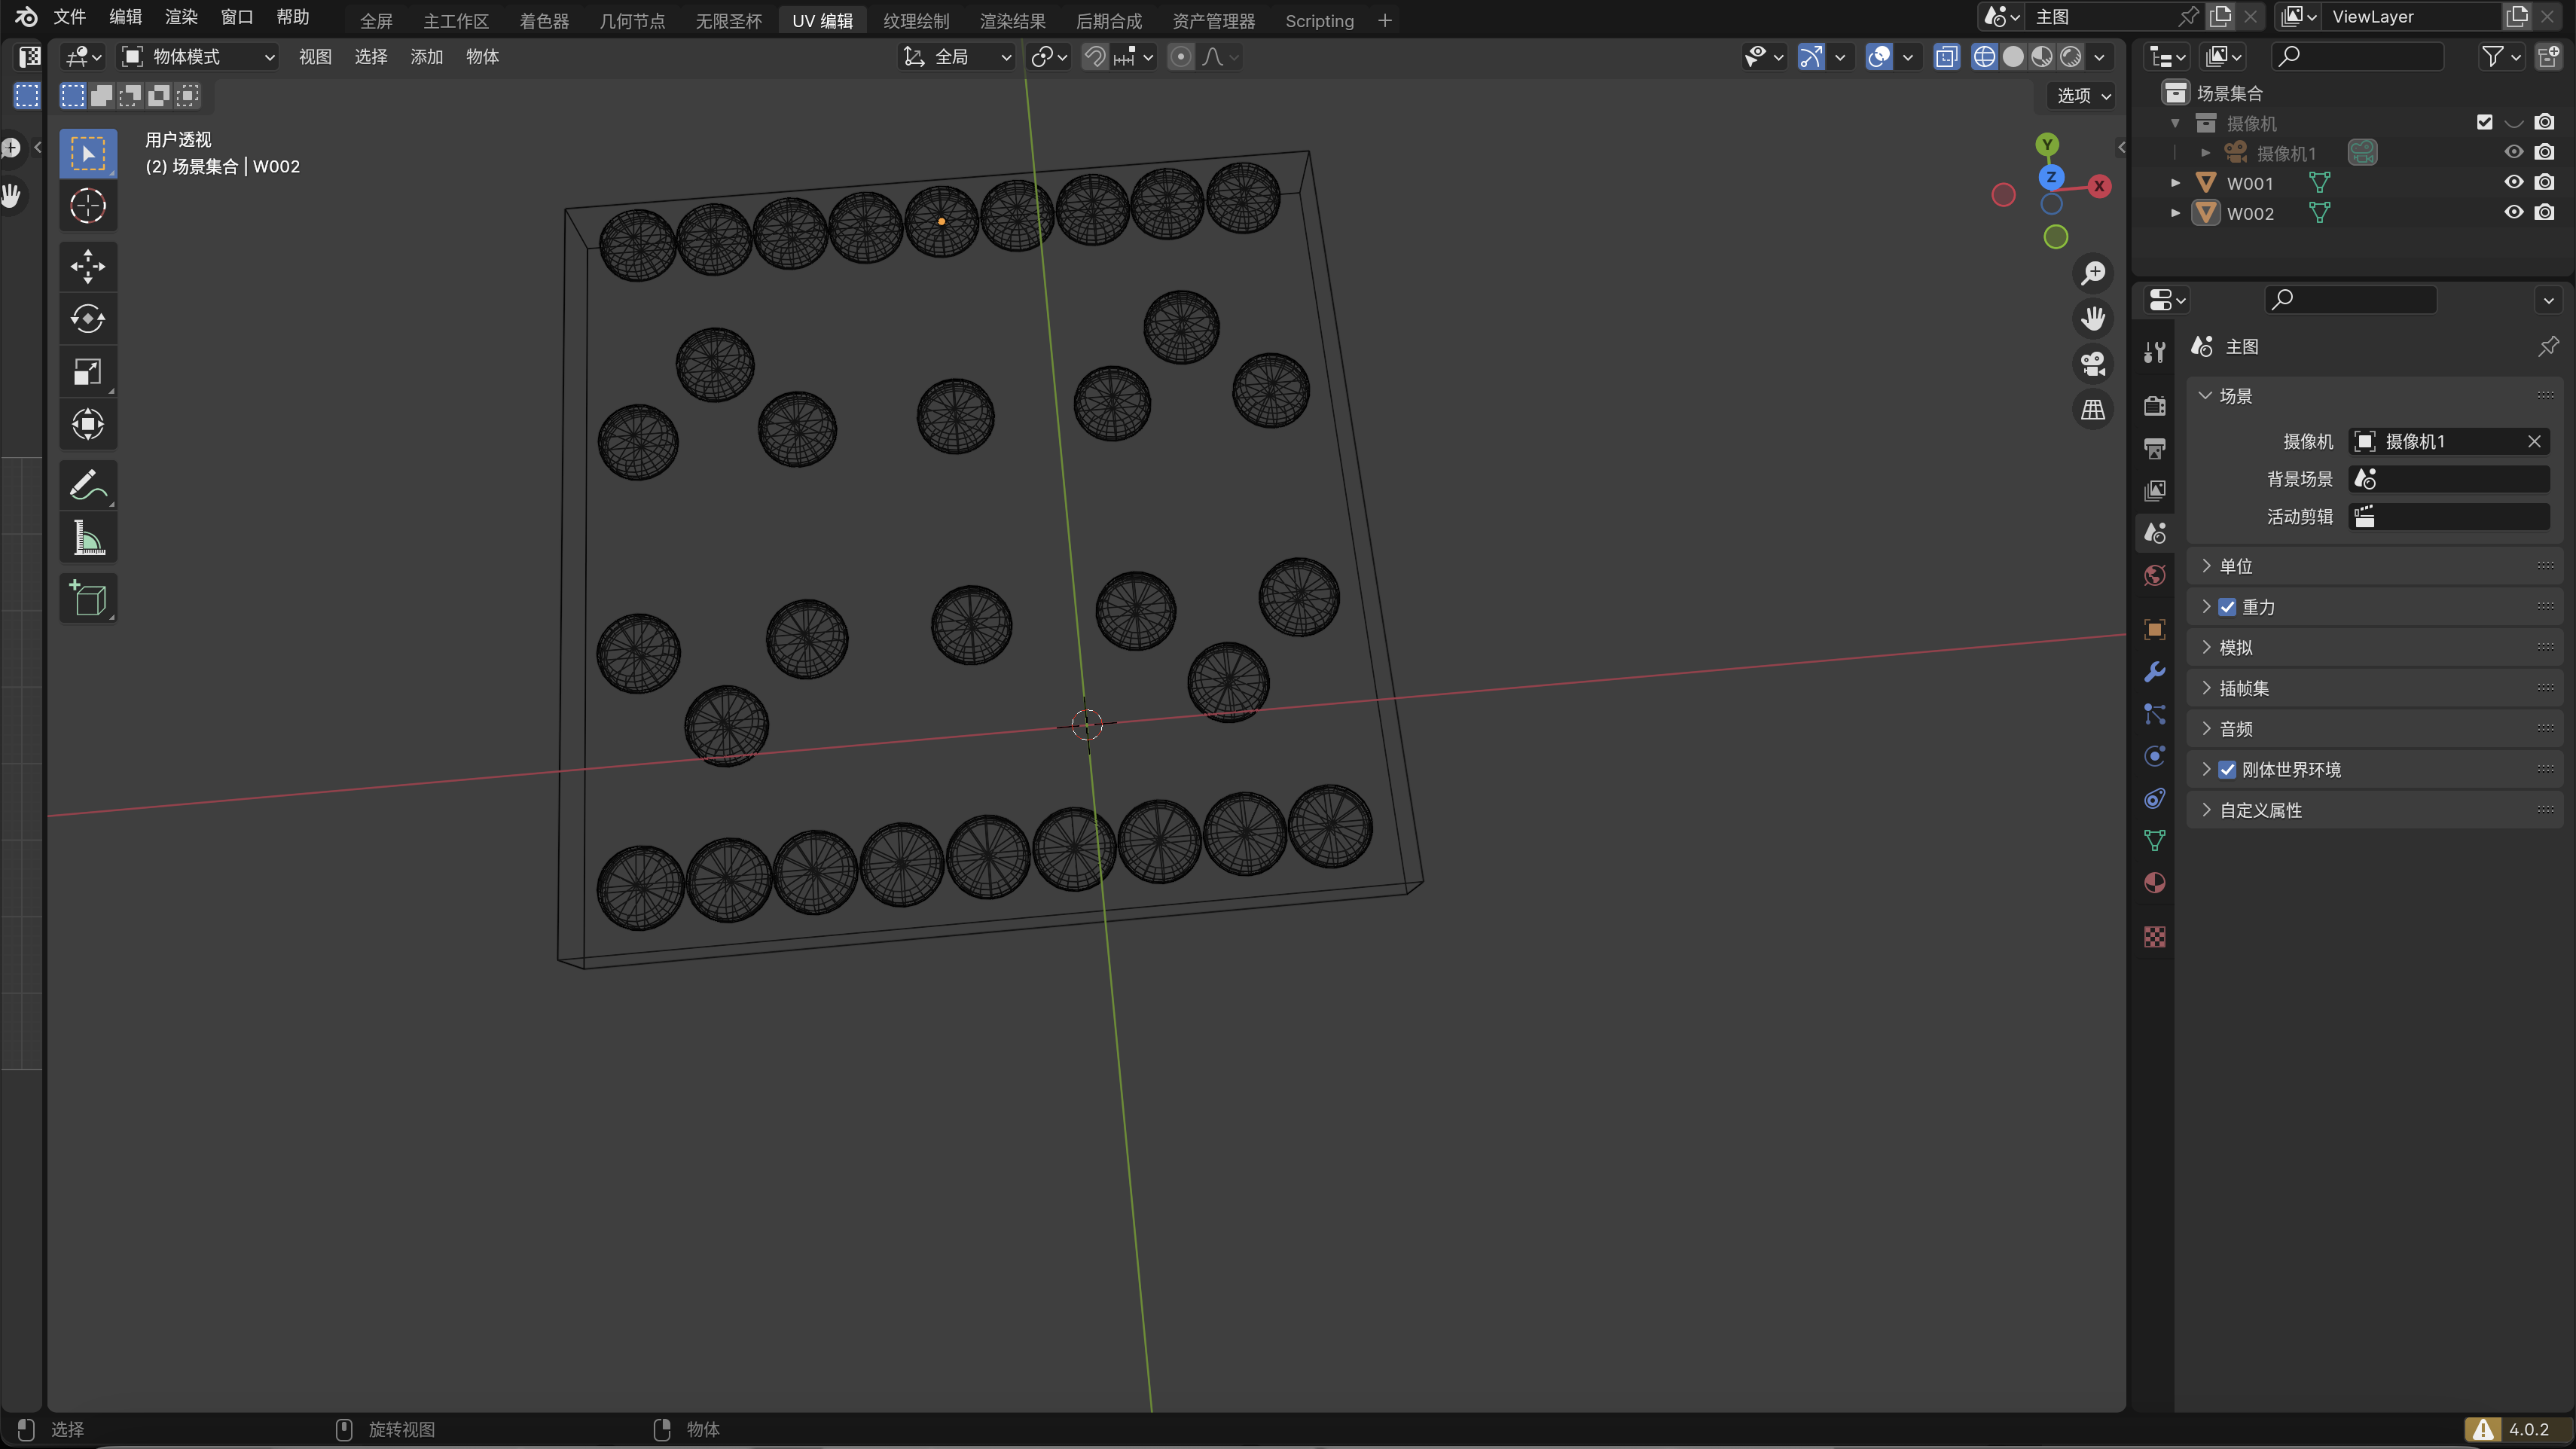 文件 编辑 渲染 窗口 帮助 全屏 主工作区 着色器 几何节点 无限圣杯 UV 编辑 纹理绘制 渲染结果 后期合成 资产管理器 Scripting 主图 ViewLayer
物体模式 视图 选择 添加 物体 全局
选项
用户透视
(2) 场景集合 | W002
Y
Z
X
场景集合
摄像机
摄像机1
W001
W002
主图
场景
摄像机 摄像机1
背景场景
活动剪辑
单位
重力
模拟
插帧集
音频
刚体世界环境
自定义属性
选择 旋转视图 物体 4.0.2